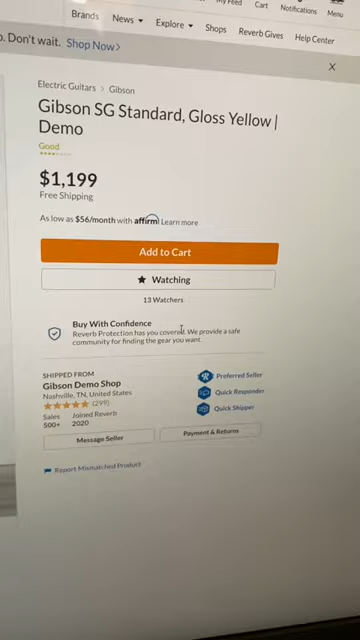 My Feed
Cart
Notifications
Menu
Brands
News
Explore
Shops
Reverb Gives
Help Center
. Don't wait. Shop Now >
Electric Guitars > Gibson
Gibson SG Standard, Gloss Yellow |
Demo
Good
$1,199
Free Shipping
As low as $56/month with affirm Learn more
Add to Cart
Watching
13 Watchers
Buy With Confidence
Reverb Protection has you covered. We provide a safe
community for finding the gear you want.
SHIPPED FROM
Gibson Demo Shop
Nashville, TN, United States
(299)
Sales Joined Reverb
500+ 2020
Preferred Seller
Quick Responder
Quick Shipper
Message Seller
Payment & Returns
Report Mismatched Product